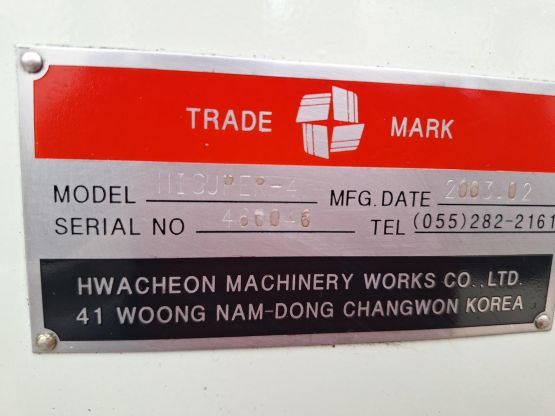 TRADE MARK
MODEL MFG. DATE 2003.02
SERIAL NO TEL (055)282-2161
HWACHEON MACHINERY WORKS CO., LTD.
41 WOONG NAM-DONG CHANGWON KOREA